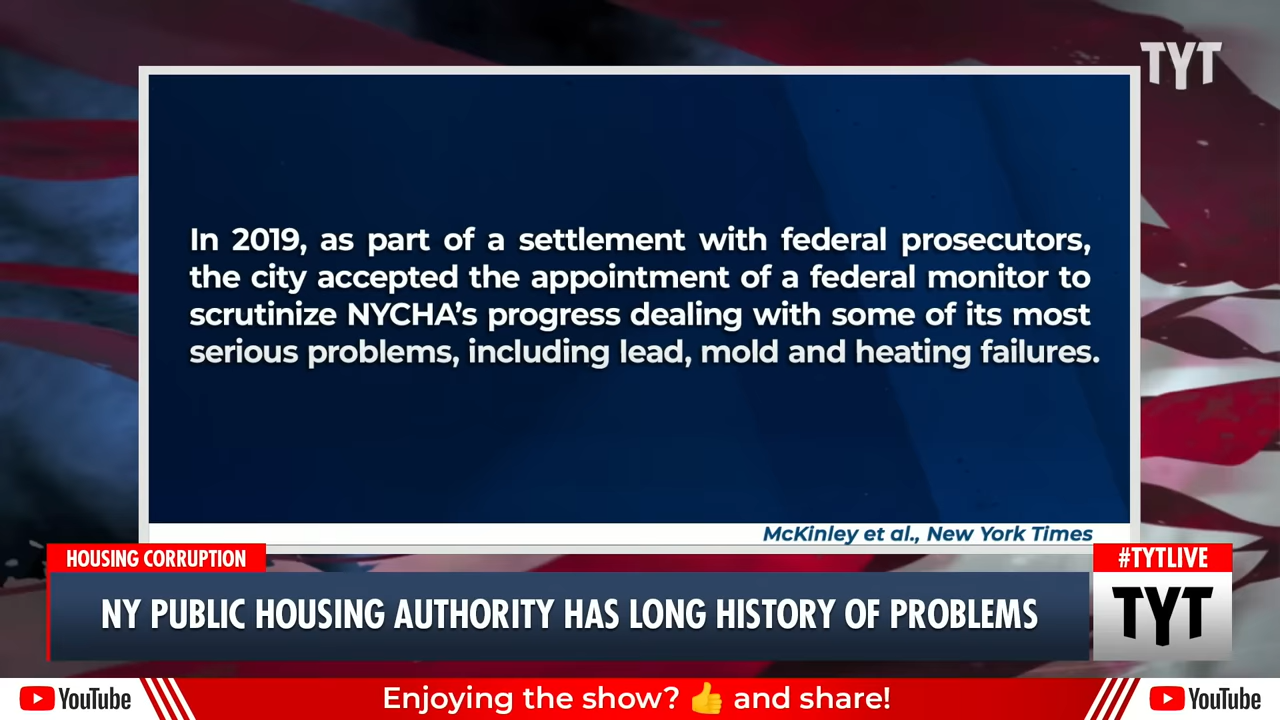 TYT
In 2019, as part of a settlement with federal prosecutors,
the city accepted the appointment of a federal monitor to
scrutinize NYCHA’s progress dealing with some of its most
serious problems, including lead, mold and heating failures.
McKinley et al., New York Times
HOUSING CORRUPTION
#TYTLIVE
NY PUBLIC HOUSING AUTHORITY HAS LONG HISTORY OF PROBLEMS
TYT
YouTube
Enjoying the show? 👍 and share!
YouTube